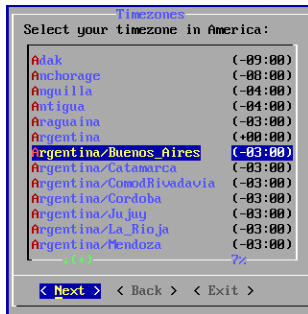 Timezones
Select your timezone in America:
Adak (-09:00)
Anchorage (-08:00)
Anguilla (-04:00)
Antigua (-04:00)
Araguaina (-03:00)
Argentina (+00:00)
Argentina/Buenos_Aires (-03:00)
Argentina/Catamarca (-03:00)
Argentina/ComodRivadavia (-03:00)
Argentina/Cordoba (-03:00)
Argentina/Jujuy (-03:00)
Argentina/La_Rioja (-03:00)
Argentina/Mendoza (-03:00)
↓(+) 7%
< Next > < Back > < Exit >